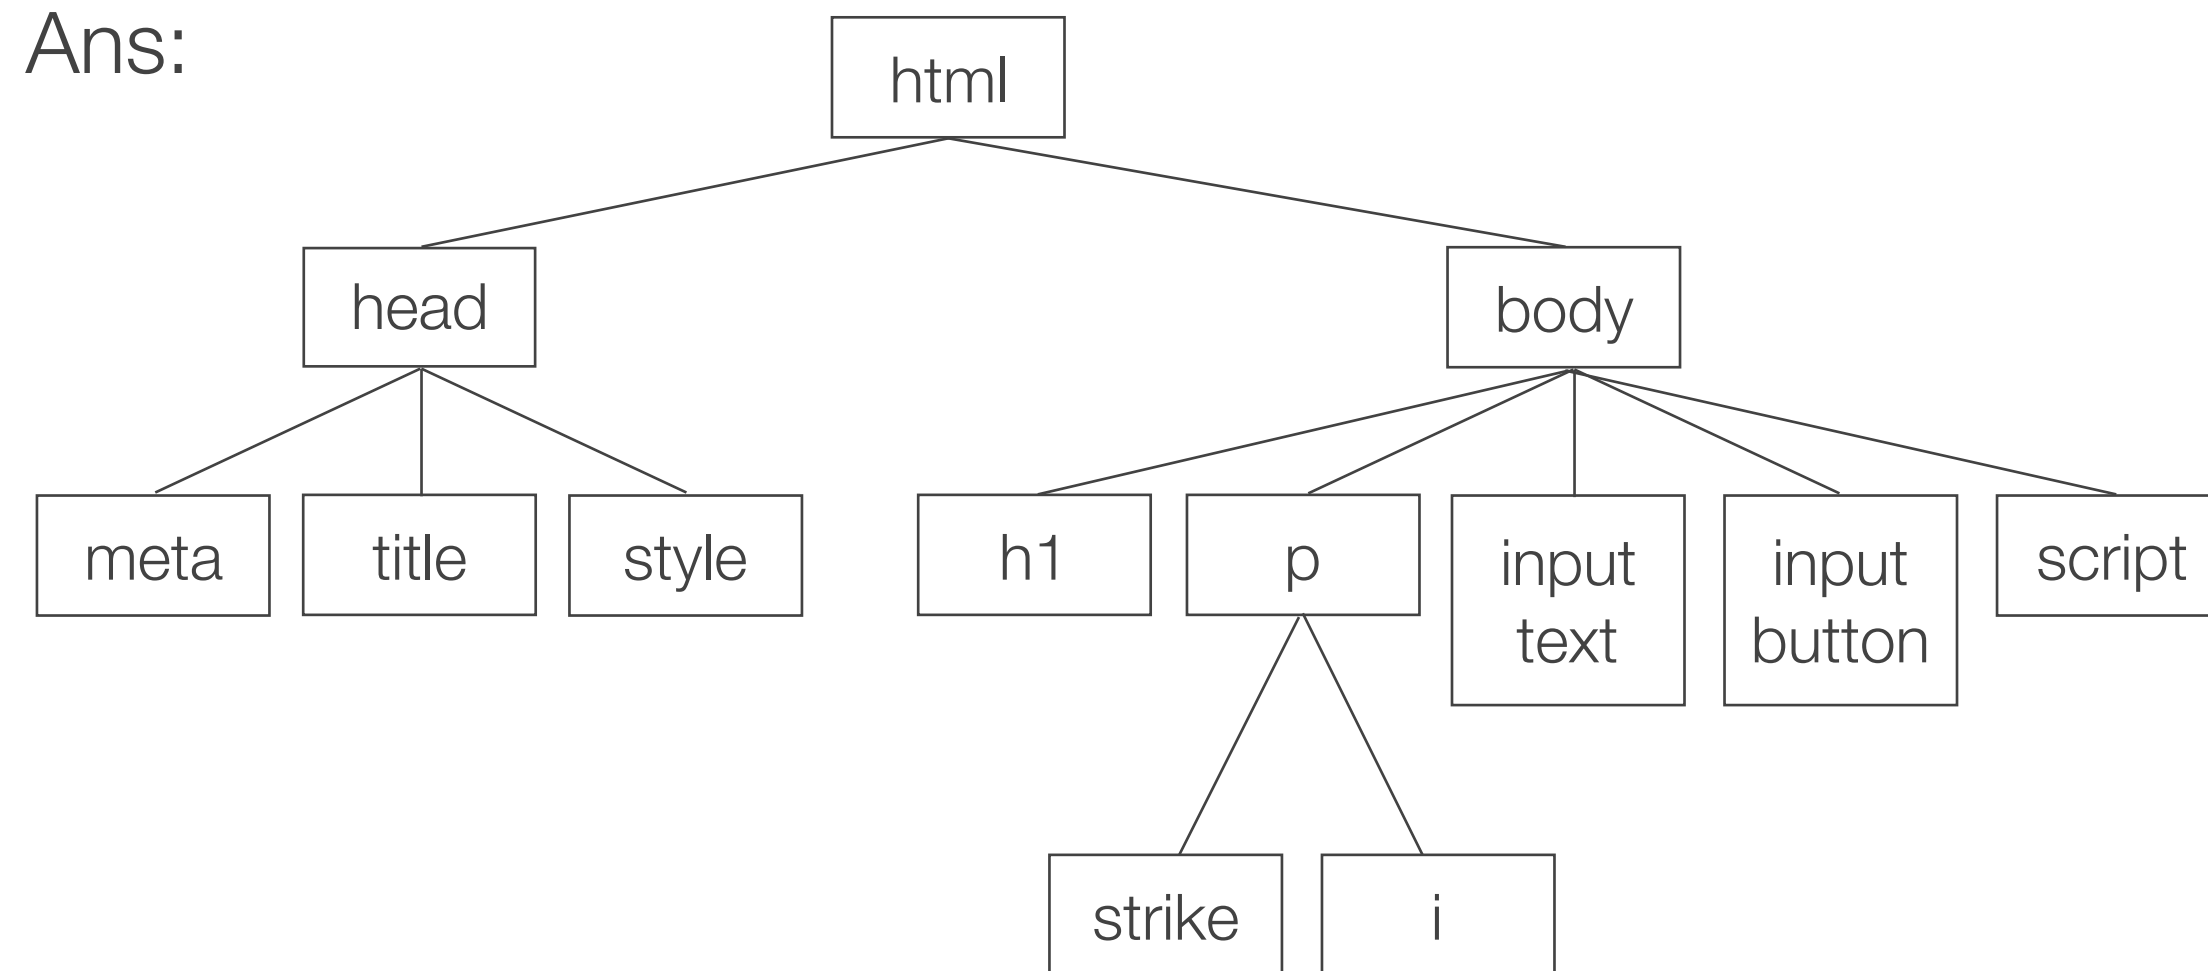 Ans:
html
head
body
meta
title
style
h1
p
input
text
input
button
script
strike
i